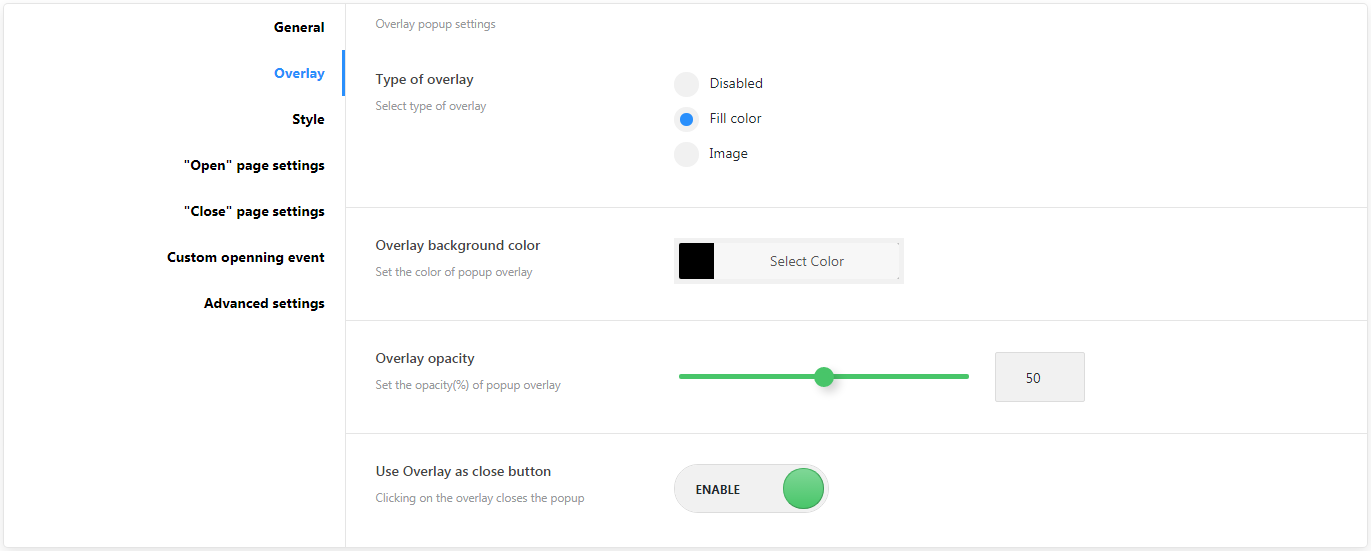 General
Overlay
Style
"Open" page settings
"Close" page settings
Custom openning event
Advanced settings
Overlay popup settings
Type of overlay
Select type of overlay
Disabled
Fill color
Image
Overlay background color
Set the color of popup overlay
Select Color
Overlay opacity
Set the opacity(%) of popup overlay
50
Use Overlay as close button
Clicking on the overlay closes the popup
ENABLE